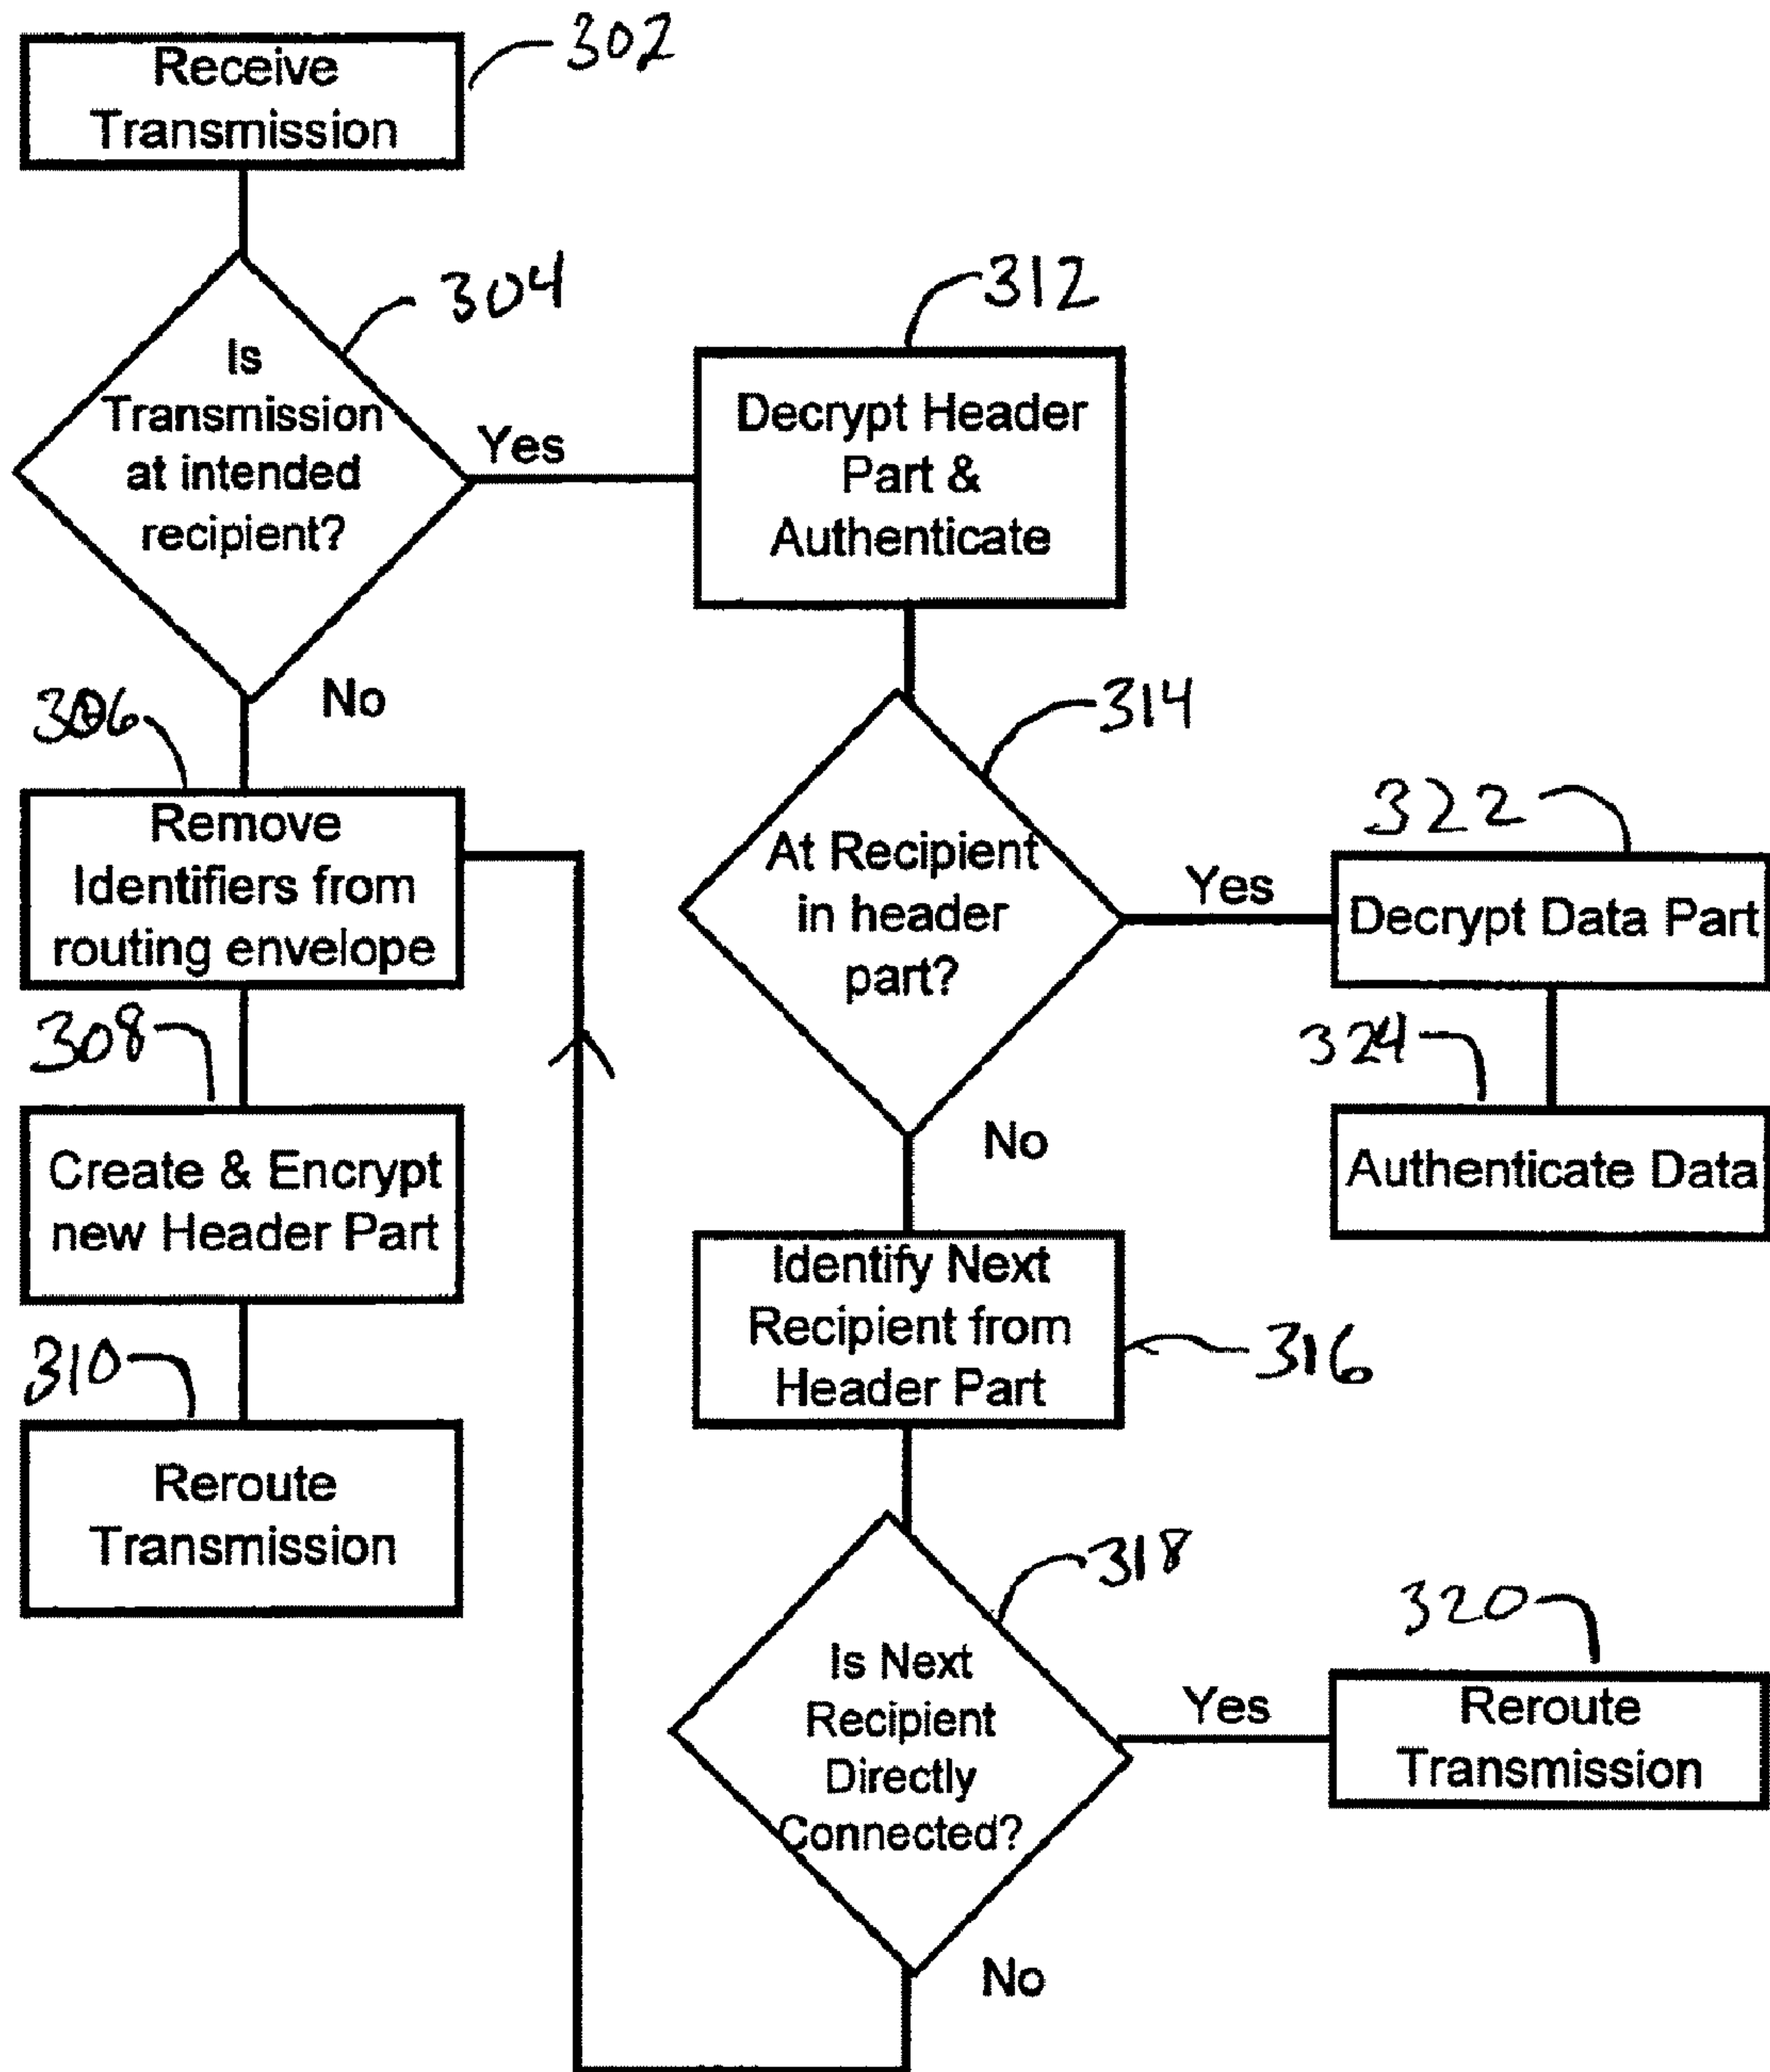 302
Receive
Transmission
304
Is
Transmission
at intended
recipient?
Yes
No
312
Decrypt Header
Part &
Authenticate
306
Remove
Identifiers from
routing envelope
308
Create & Encrypt
new Header Part
310
Reroute
Transmission
314
At Recipient
in header
part?
Yes
No
322
Decrypt Data Part
324
Authenticate Data
Identify Next
Recipient from
Header Part
316
318
Is Next
Recipient
Directly
Connected?
Yes
No
320
Reroute
Transmission